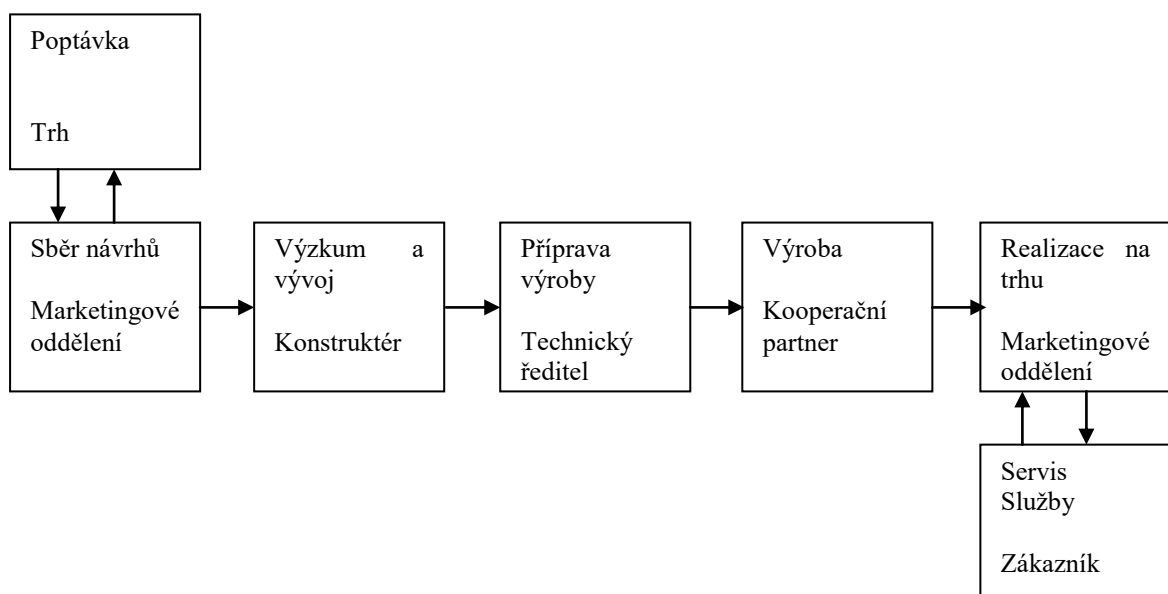 Poptávka
Trh
Sběr návrhů
Marketingové
oddělení
Výzkum a
vývoj
Konstruktér
Příprava
výroby
Technický
ředitel
Výroba
Kooperační
partner
Realizace na
trhu
Marketingové
oddělení
Servis
Služby
Zákazník